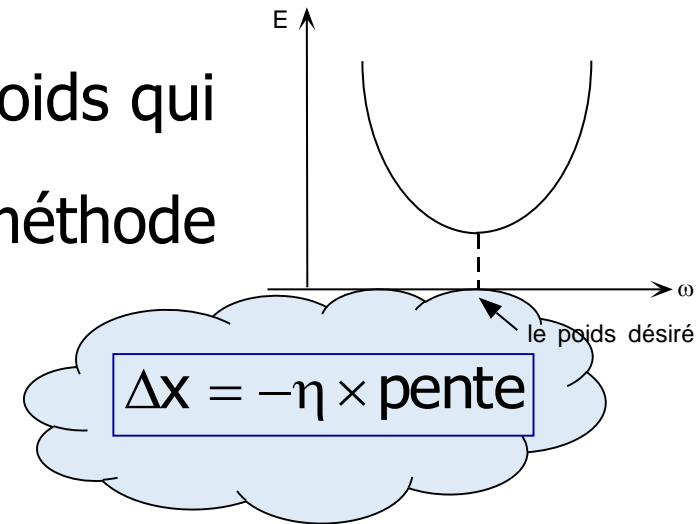 E
oids qui
néthode
ω
le poids désiré
Δx = −η × pente